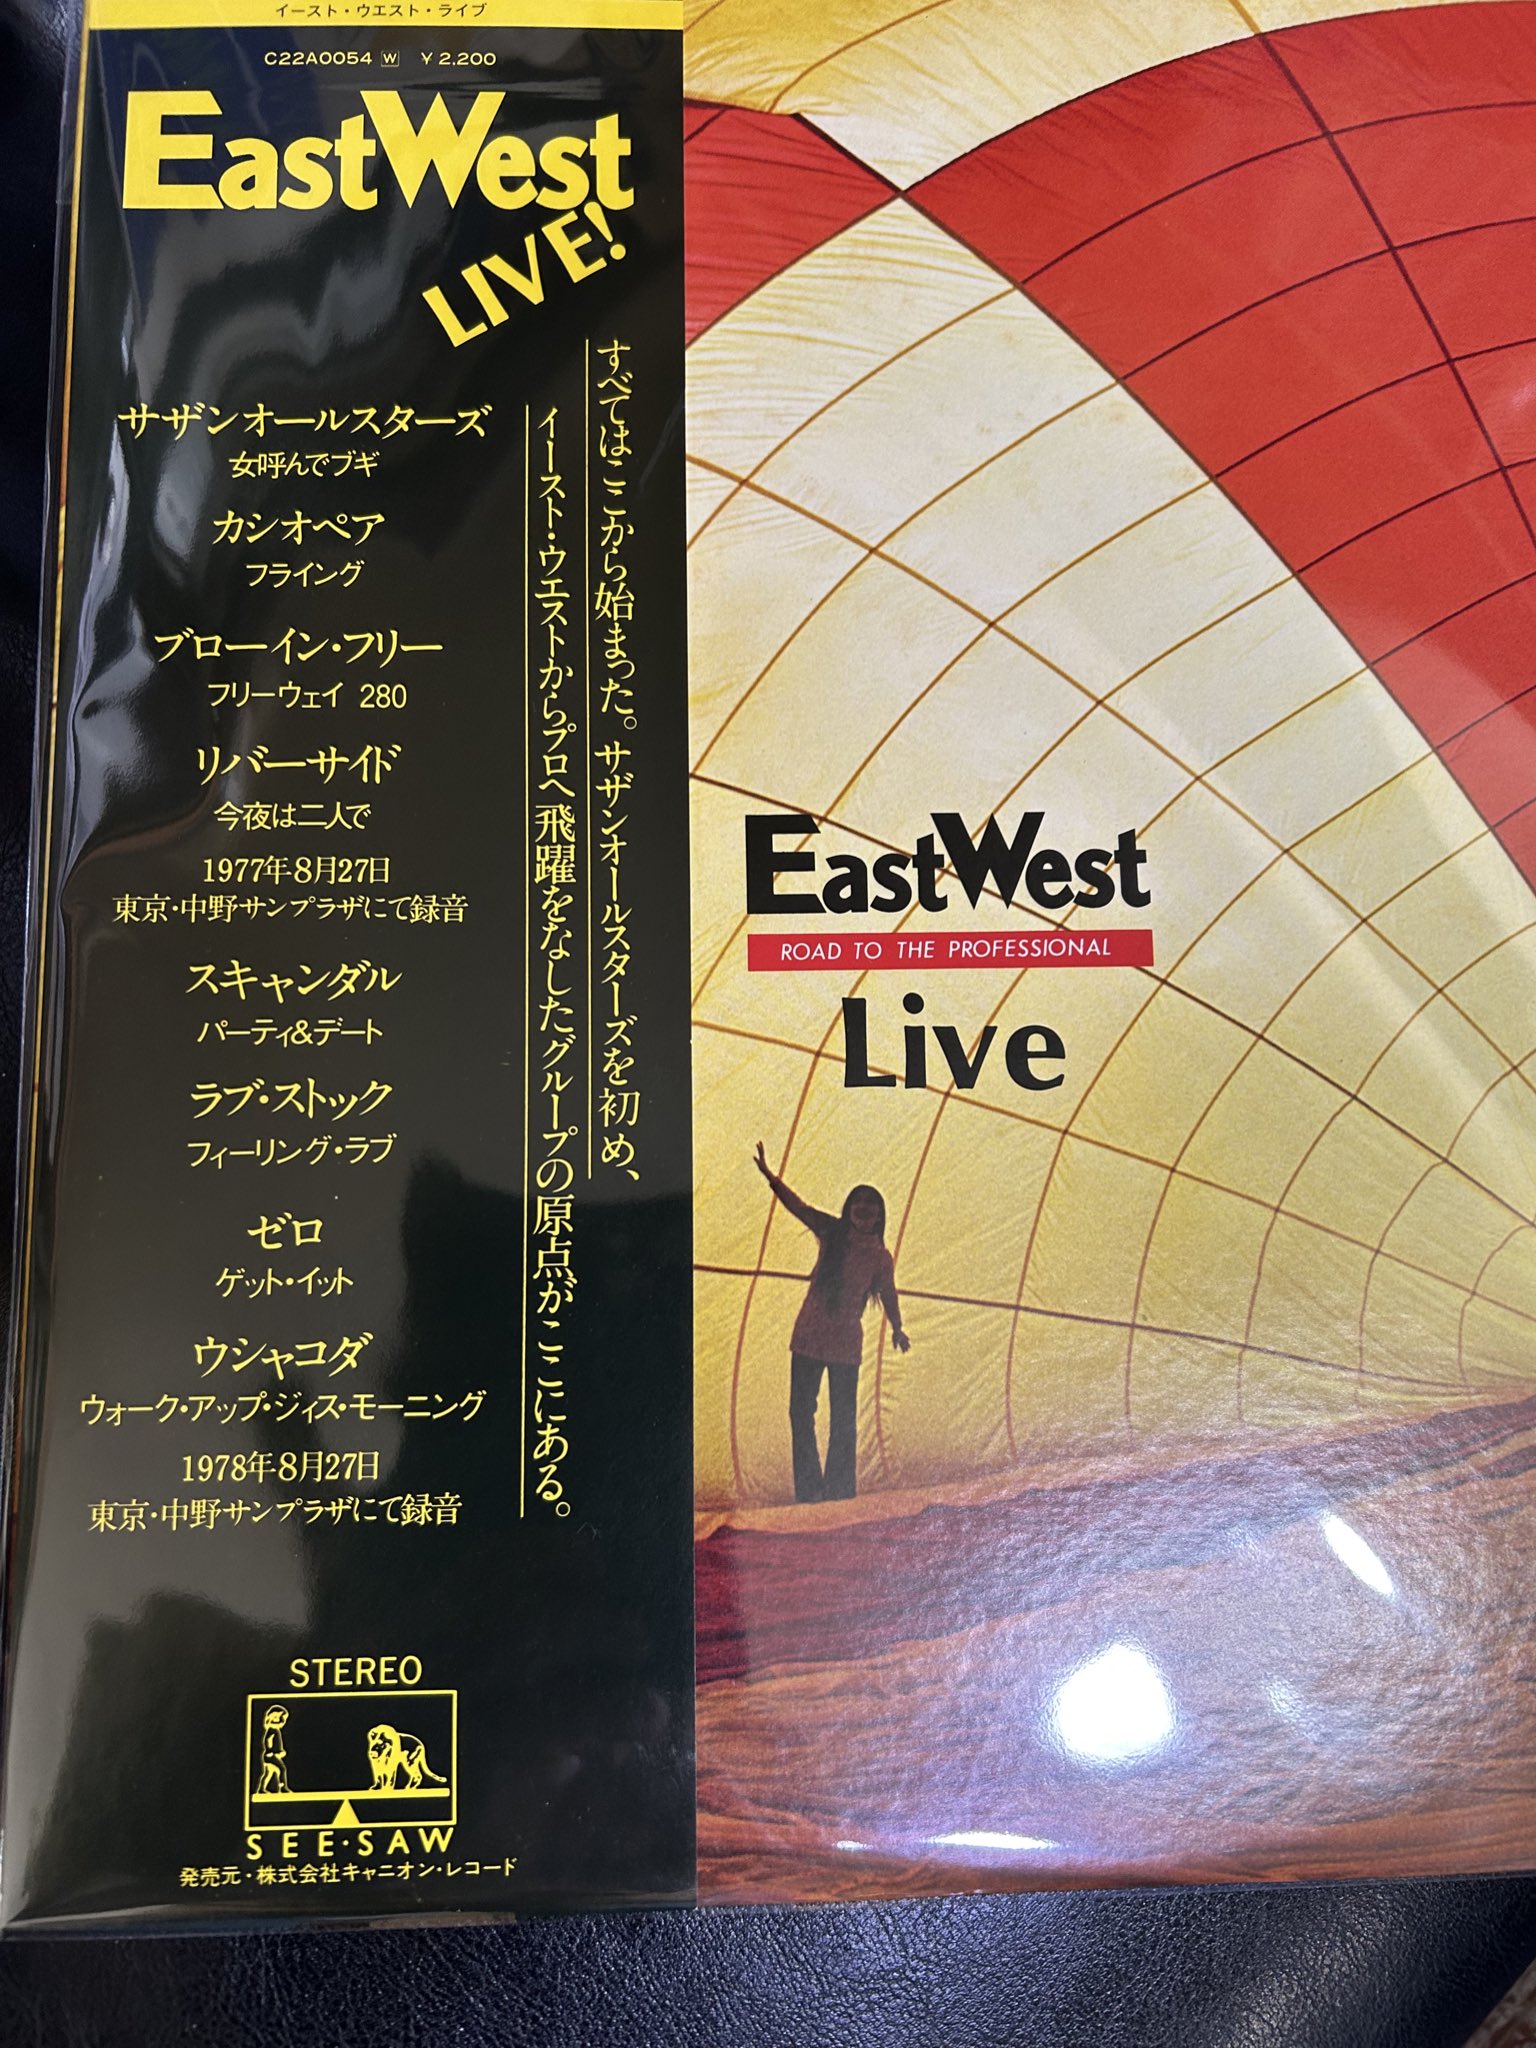 イースト・ウエスト・ライブ
C22A0054 W ¥2,200
EastWest
LIVE!
すべてはここから始まった。サザンオールスターズを初め、
イースト・ウエストからプロへ飛躍をなしたグループの原点がここにある。
サザンオールスターズ
女呼んでブギ
カシオペア
フライング
ブローイン・フリー
フリーウェイ 280
リバーサイド
今夜は二人で
1977年8月27日
東京・中野サンプラザにて録音
スキャンダル
パーティ&デート
ラブ・ストック
フィーリング・ラブ
ゼロ
ゲット・イット
ウシャコダ
ウォーク・アップ・ジィス・モーニング
1978年8月27日
東京・中野サンプラザにて録音
STEREO
SEE・SAW
発売元・株式会社キャニオン・レコード
EastWest
ROAD TO THE PROFESSIONAL
Live